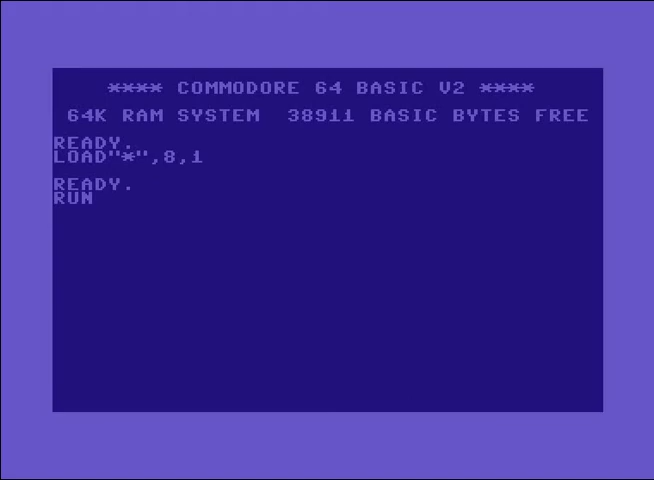 **** COMMODORE 64 BASIC V2 ****
64K RAM SYSTEM  38911 BASIC BYTES FREE
READY.
LOAD"*",8,1
READY.
RUN